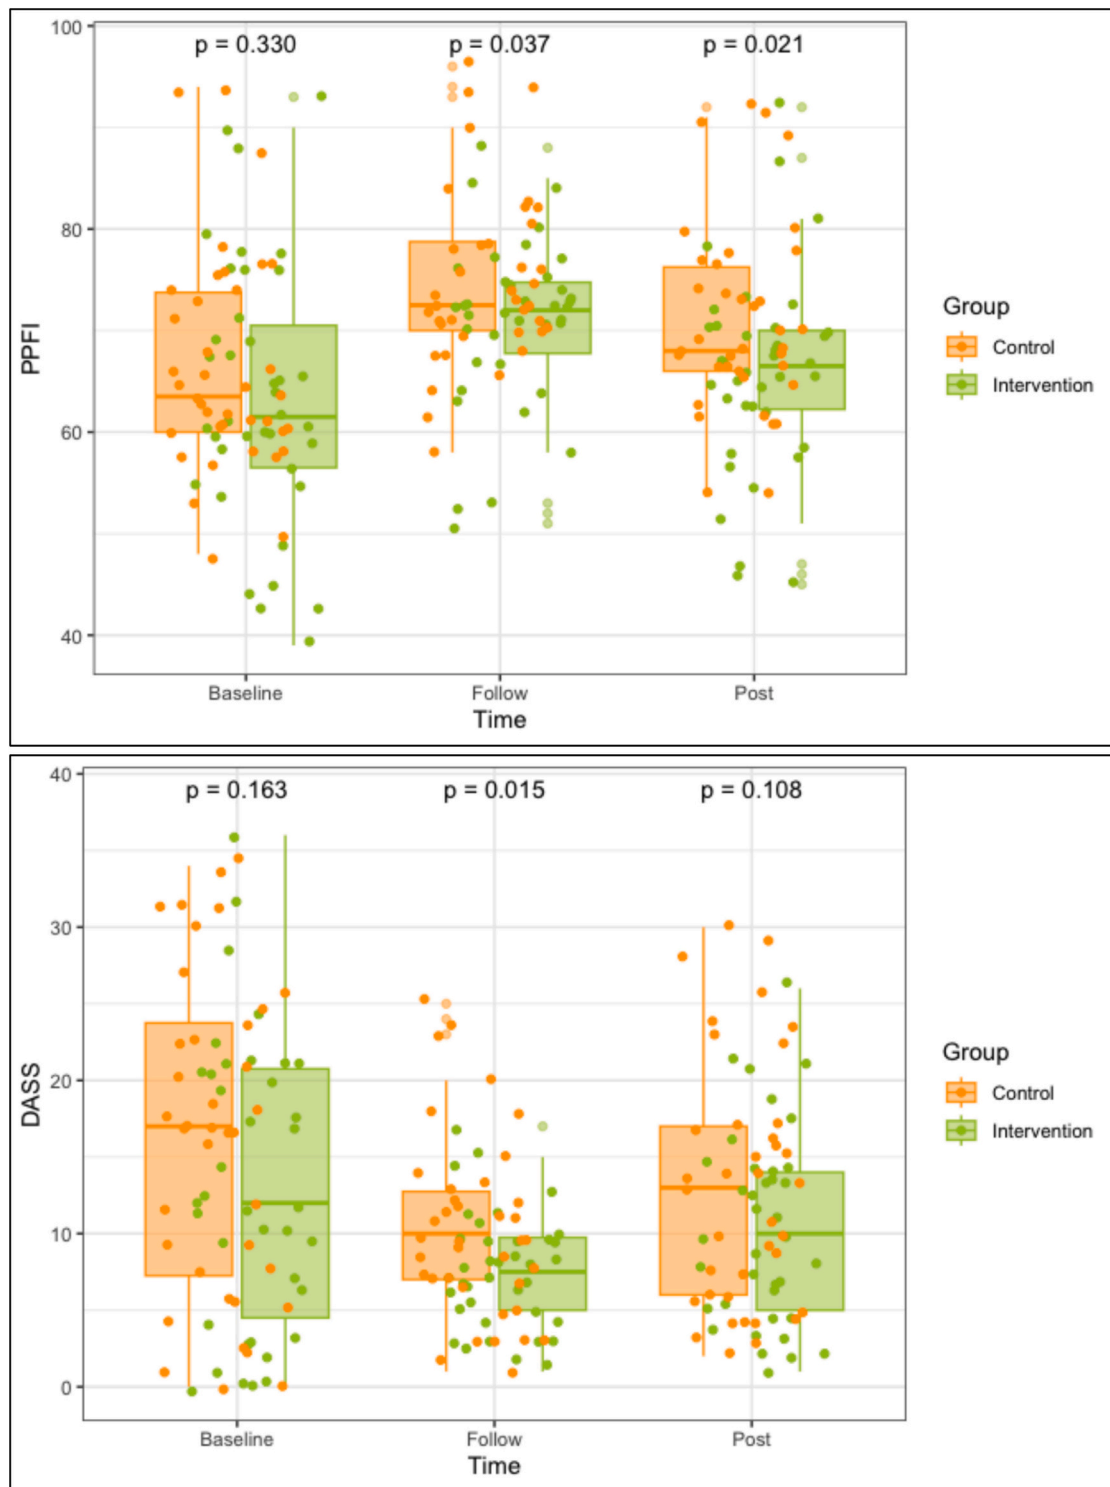 100
p = 0.330 p = 0.037 p = 0.021
80
PPFI
60
40
Baseline Follow Post
Time
Group
Control
Intervention
40
p = 0.163 p = 0.015 p = 0.108
30
20
DASS
10
0
Baseline Follow Post
Time
Group
Control
Intervention